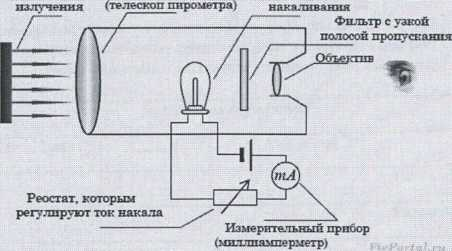 излучения
(телескоп пирометра)
накаливания
Фильтр с узкой
полосой пропускания
Объектив
mA
Реостат, которым
регулируют ток накала
Измерительный прибор
(миллиамперметр)
FizPortal.ru